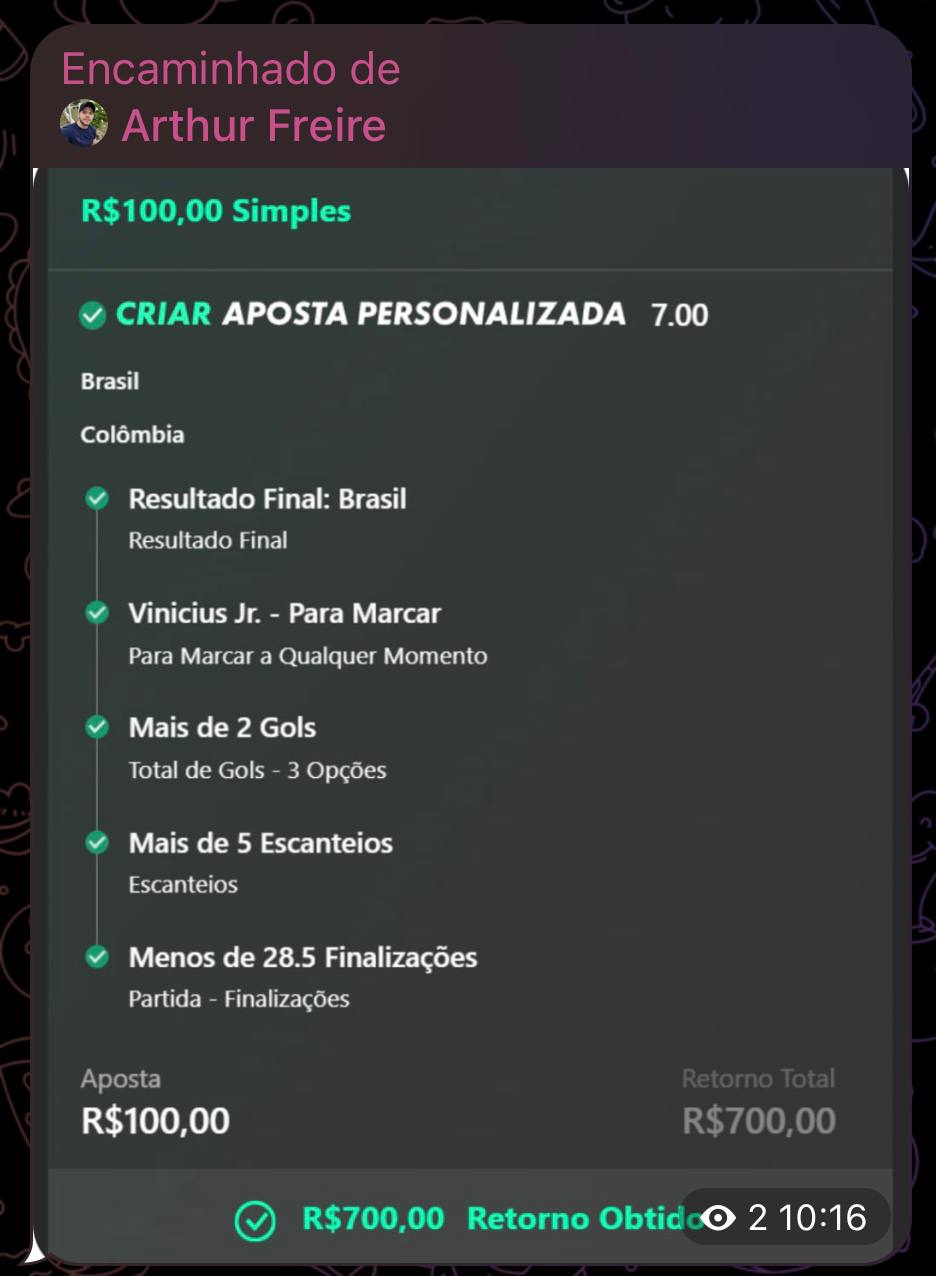 Encaminhado de
Arthur Freire
R$100,00 Simples
CRIAR APOSTA PERSONALIZADA 7.00
Brasil
Colômbia
Resultado Final: Brasil
Resultado Final
Vinicius Jr. - Para Marcar
Para Marcar a Qualquer Momento
Mais de 2 Gols
Total de Gols - 3 Opções
Mais de 5 Escanteios
Escanteios
Menos de 28.5 Finalizações
Partida - Finalizações
Aposta Retorno Total
R$100,00 R$700,00
R$700,00 Retorno Obtido 2 10:16